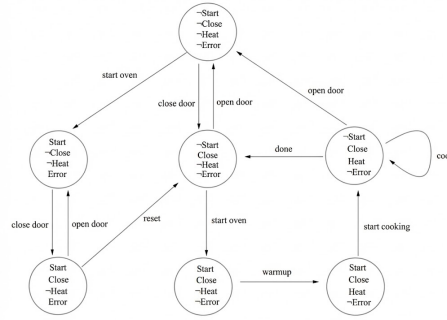 ¬Start
¬Close
¬Heat
¬Error
start oven
close door
open door
open door
Start
¬Close
¬Heat
Error
¬Start
Close
¬Heat
¬Error
done
¬Start
Close
Heat
¬Error
close door
open door
reset
start oven
start cooking
Start
Close
¬Heat
Error
Start
Close
¬Heat
¬Error
warmup
Start
Close
Heat
¬Error